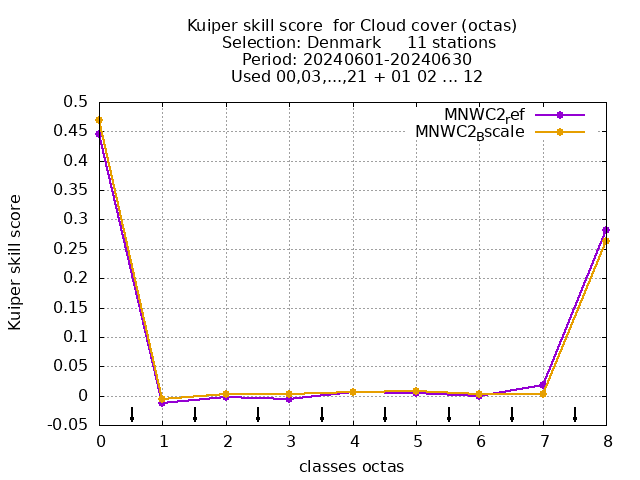 Kuiper skill score  for Cloud cover (octas)
Selection: Denmark     11 stations
Period: 20240601-20240630
Used 00,03,...,21 + 01 02 ... 12
MNWC2ref
MNWC2Bscale
0.5
0.45
0.4
0.35
0.3
0.25
0.2
0.15
0.1
0.05
0
-0.05
Kuiper skill score
0 1 2 3 4 5 6 7 8
classes octas